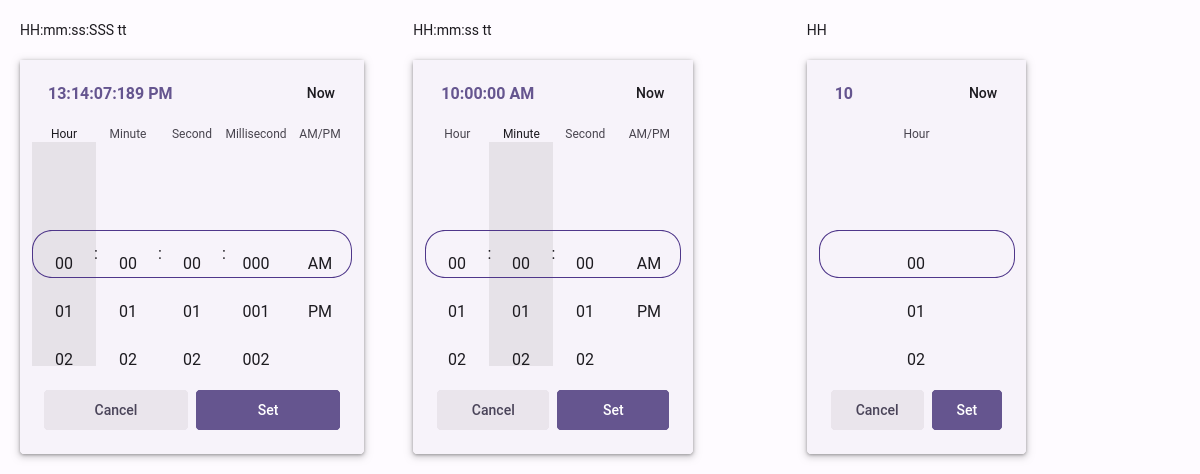 HH:mm:ss:SSS tt
13:14:07:189 PM Now
Hour Minute Second Millisecond AM/PM
00 : 00 : 00 : 000 AM
01 01 01 001 PM
02 02 02 002
Cancel Set
HH:mm:ss tt
10:00:00 AM Now
Hour Minute Second AM/PM
00 : 00 : 00 AM
01 01 01 PM
02 02 02
Cancel Set
HH
10 Now
Hour
00
01
02
Cancel Set